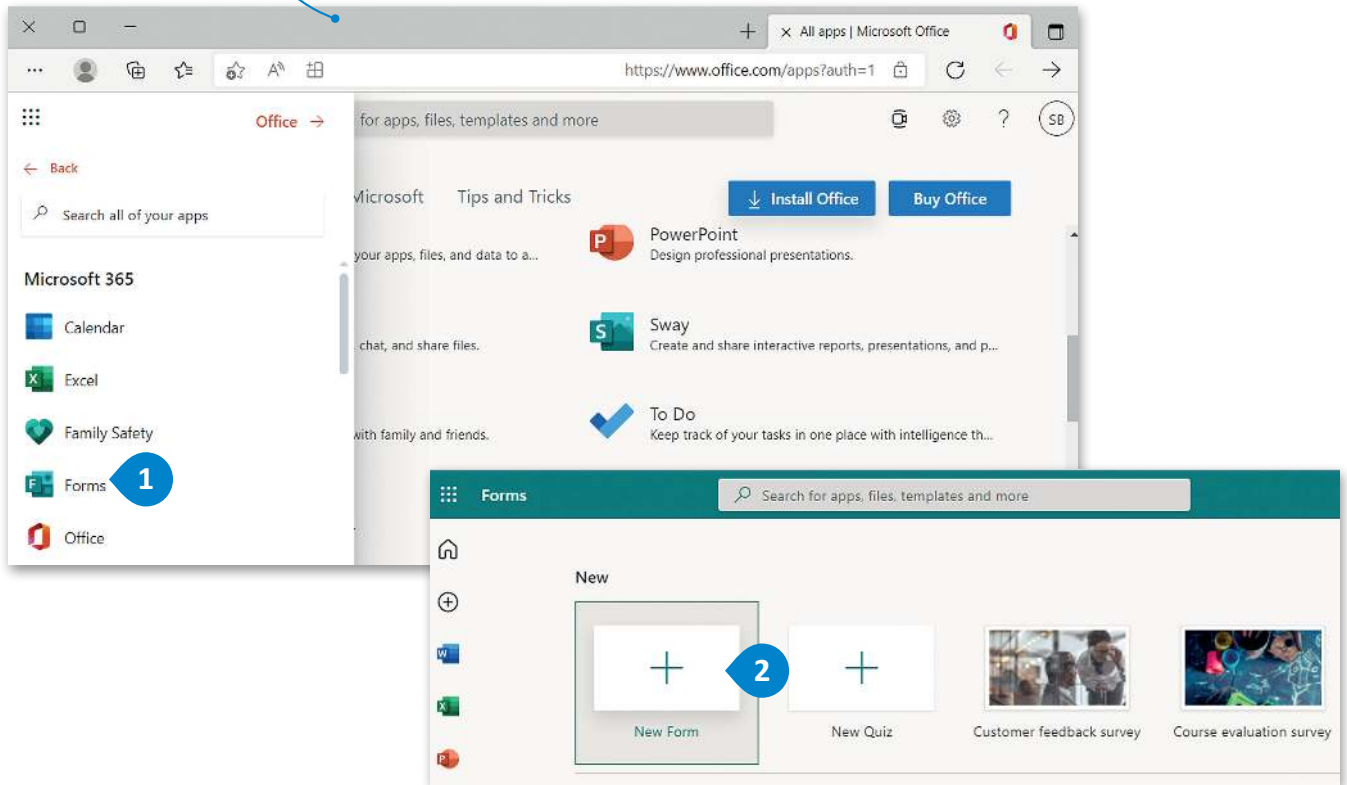 All apps | Microsoft Office
https://www.office.com/apps?auth=1
Office →
for apps, files, templates and more
?
SB
← Back
Search all of your apps
Microsoft 365
Calendar
Excel
Family Safety
Forms
1
Office
Microsoft
Tips and Tricks
Install Office
Buy Office
your apps, files, and data to a...
PowerPoint
Design professional presentations.
chat, and share files.
Sway
Create and share interactive reports, presentations, and p...
with family and friends.
To Do
Keep track of your tasks in one place with intelligence th...
Forms
Search for apps, files, templates and more
New
2
New Form
New Quiz
Customer feedback survey
Course evaluation survey